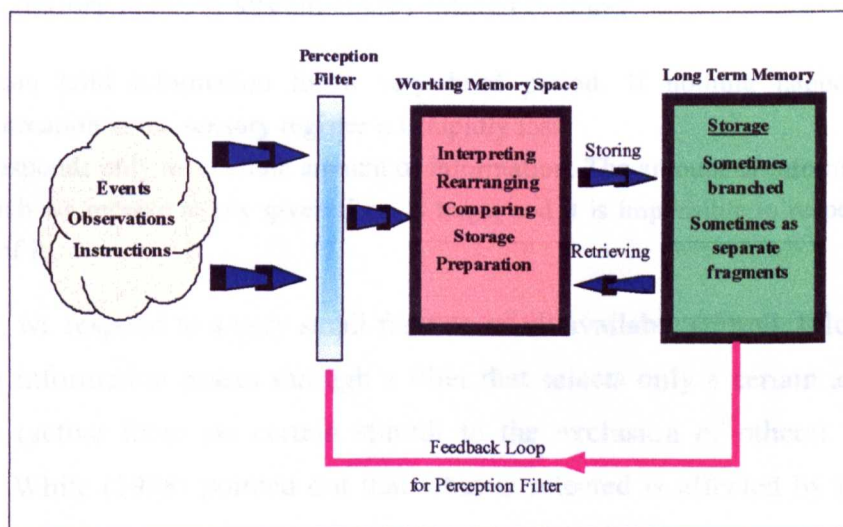 Perception
Filter
Working Memory Space
Long Term Memory
Events
Observations
Instructions
Interpreting
Rearranging
Comparing
Storage
Preparation
Storing
Retrieving
Storage
Sometimes
branched
Sometimes as
separate
fragments
Feedback Loop
for Perception Filter